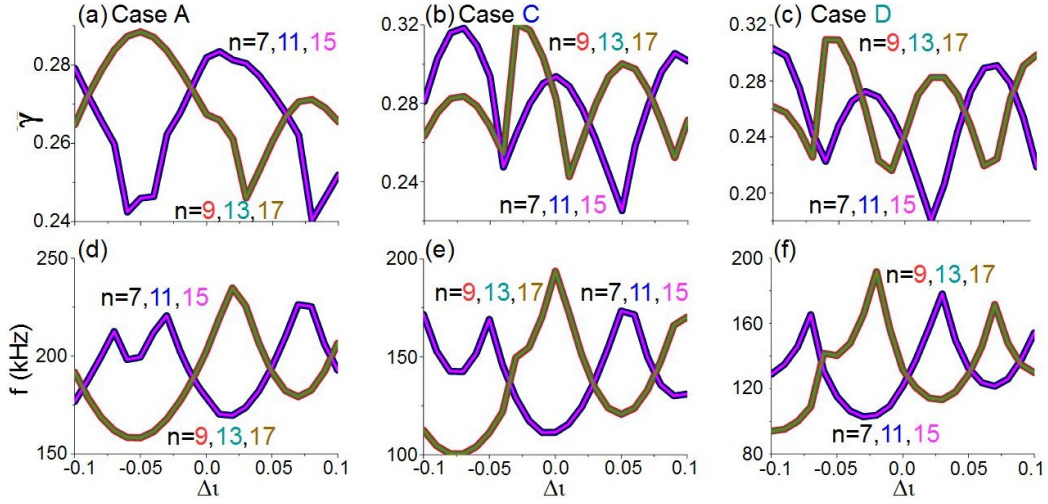 (a) Case A
(b) Case C
(c) Case D
n=7,11,15
n=9,13,17
n=9,13,17
n=9,13,17
n=7,11,15
n=7,11,15
γ̄
0.28
0.24
0.32
0.28
0.24
0.28
0.24
0.20
(d)
(e)
(f)
n=7,11,15
n=9,13,17
n=9,13,17
n=7,11,15
n=9,13,17
n=7,11,15
f (kHz)
250
200
150
200
150
100
200
160
120
80
-0.1 -0.05 0.0 0.05 0.1
-0.1 -0.05 0.0 0.05 0.1
-0.1 -0.05 0.0 0.05 0.1
Δι
Δι
Δι